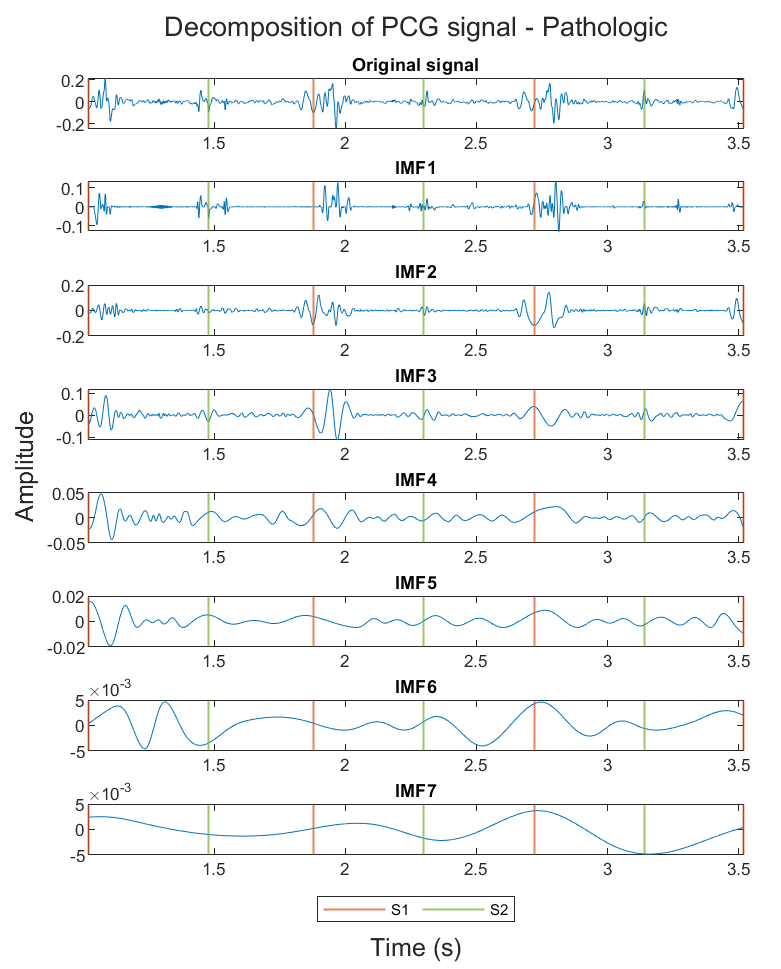 Decomposition of PCG signal - Pathologic
Original signal
0.2
0
-0.2
1.5 2 2.5 3 3.5
IMF1
0.1
0
-0.1
1.5 2 2.5 3 3.5
IMF2
0.2
0
-0.2
1.5 2 2.5 3 3.5
IMF3
0.1
0
-0.1
1.5 2 2.5 3 3.5
Amplitude
IMF4
0.05
0
-0.05
1.5 2 2.5 3 3.5
IMF5
0.02
0
-0.02
1.5 2 2.5 3 3.5
×10⁻³
IMF6
5
0
-5
1.5 2 2.5 3 3.5
×10⁻³
IMF7
5
0
-5
1.5 2 2.5 3 3.5
S1 S2
Time (s)